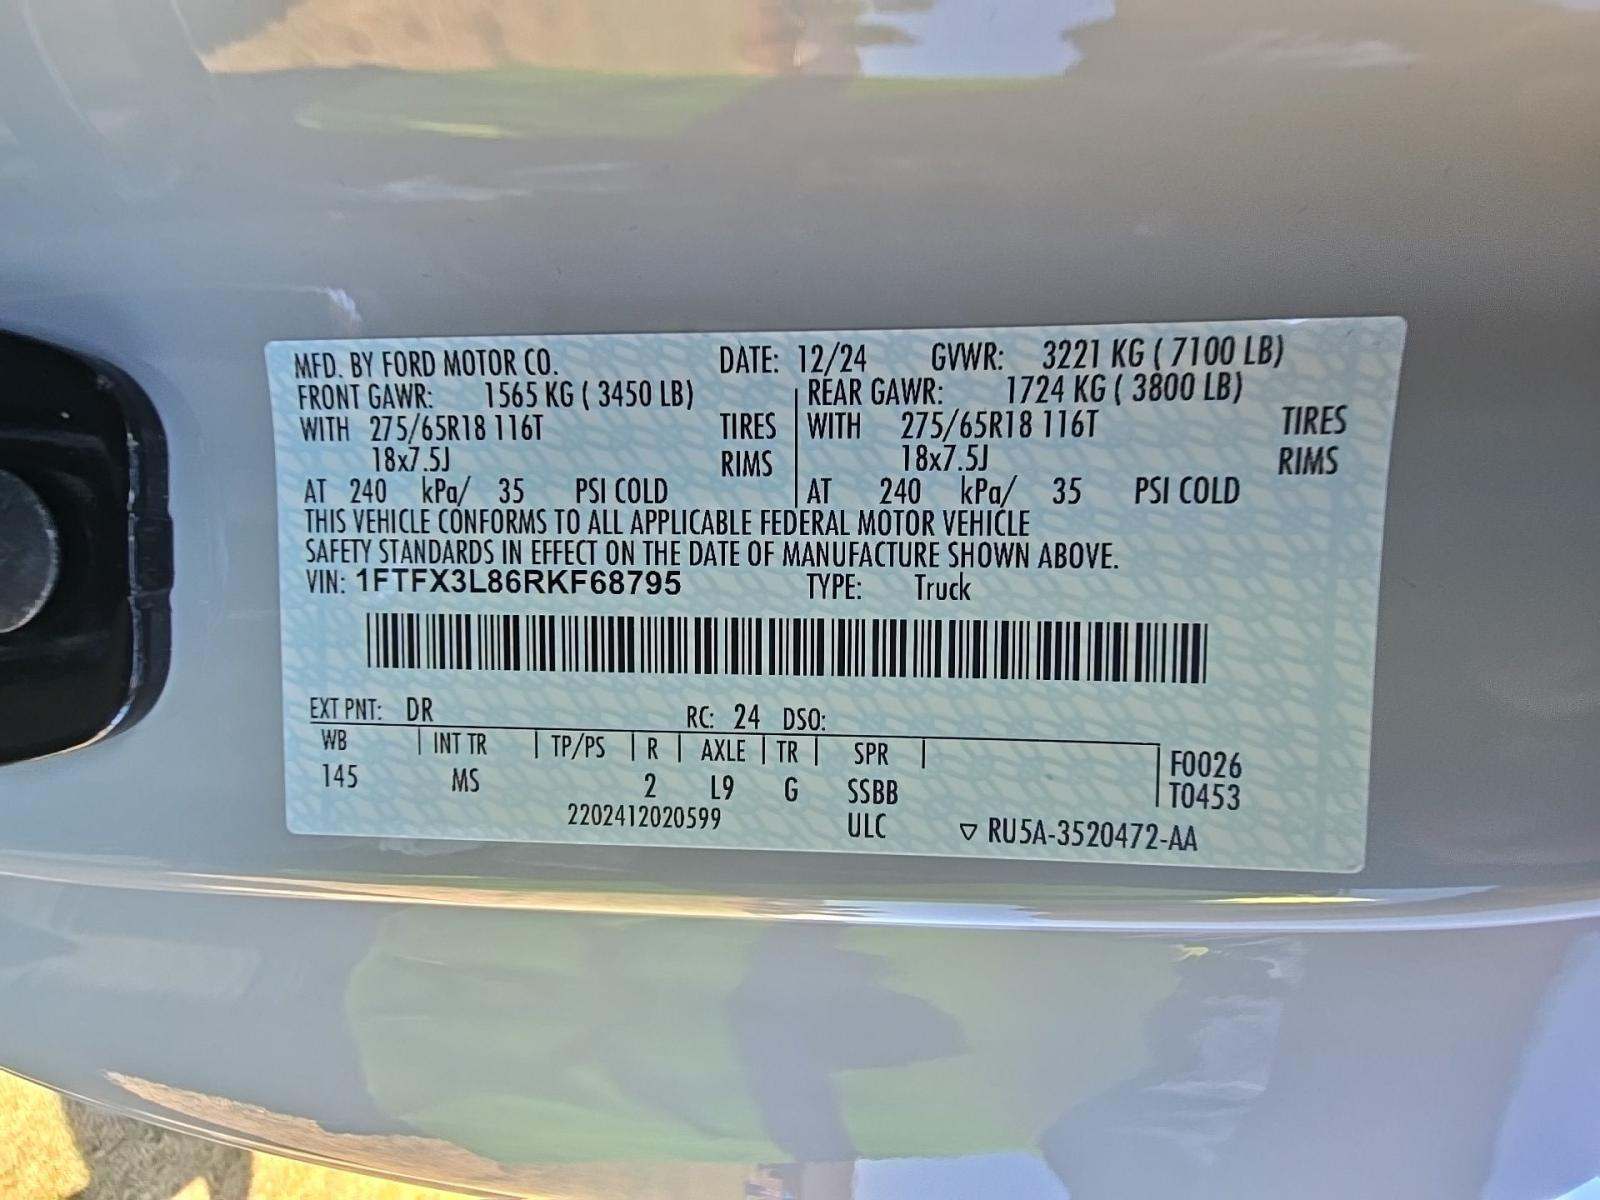 MFD. BY FORD MOTOR CO. DATE: 12/24 GVWR: 3221 KG ( 7100 LB)
FRONT GAWR: 1565 KG ( 3450 LB) REAR GAWR: 1724 KG ( 3800 LB)
WITH 275/65R18 116T TIRES WITH 275/65R18 116T TIRES
18x7.5J RIMS 18x7.5J RIMS
AT 240 kPa/ 35 PSI COLD AT 240 kPa/ 35 PSI COLD
THIS VEHICLE CONFORMS TO ALL APPLICABLE FEDERAL MOTOR VEHICLE
SAFETY STANDARDS IN EFFECT ON THE DATE OF MANUFACTURE SHOWN ABOVE.
VIN: 1FTFX3L86RKF68795 TYPE: Truck
EXT PNT: DR RC: 24 DSO:
WB INT TR TP/PS R AXLE TR SPR F0026
145 MS 2 L9 G SSBB T0453
2202412020599 ULC ▽ RU5A-3520472-AA